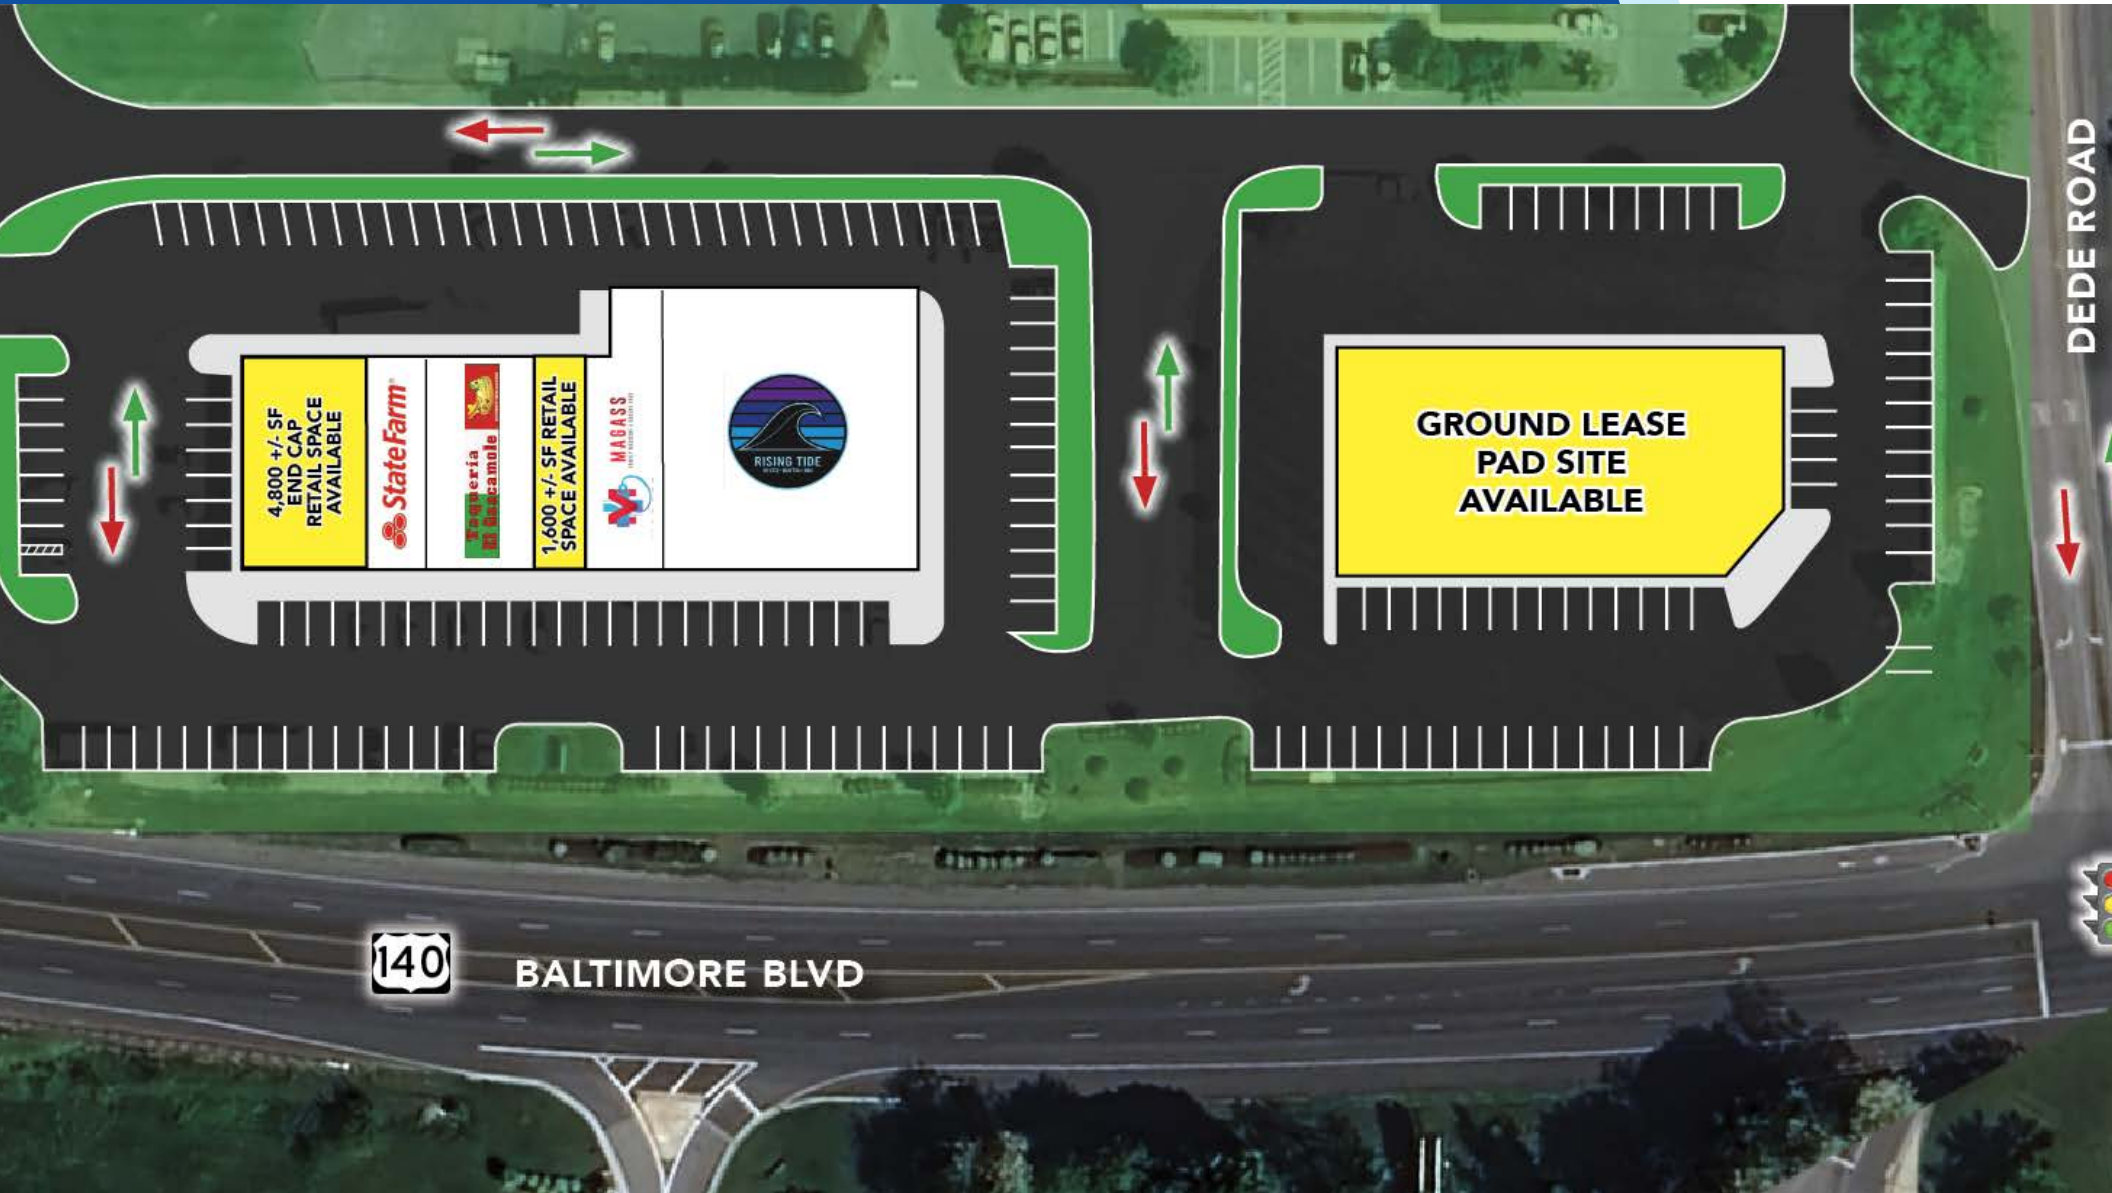 DEDE ROAD
4,800 +/- SF
END CAP
RETAIL SPACE
AVAILABLE
StateFarm®
Taquería
El Guacamole
1,600 +/- SF RETAIL
SPACE AVAILABLE
MAGASS
RISING TIDE
GROUND LEASE
PAD SITE
AVAILABLE
140
BALTIMORE BLVD